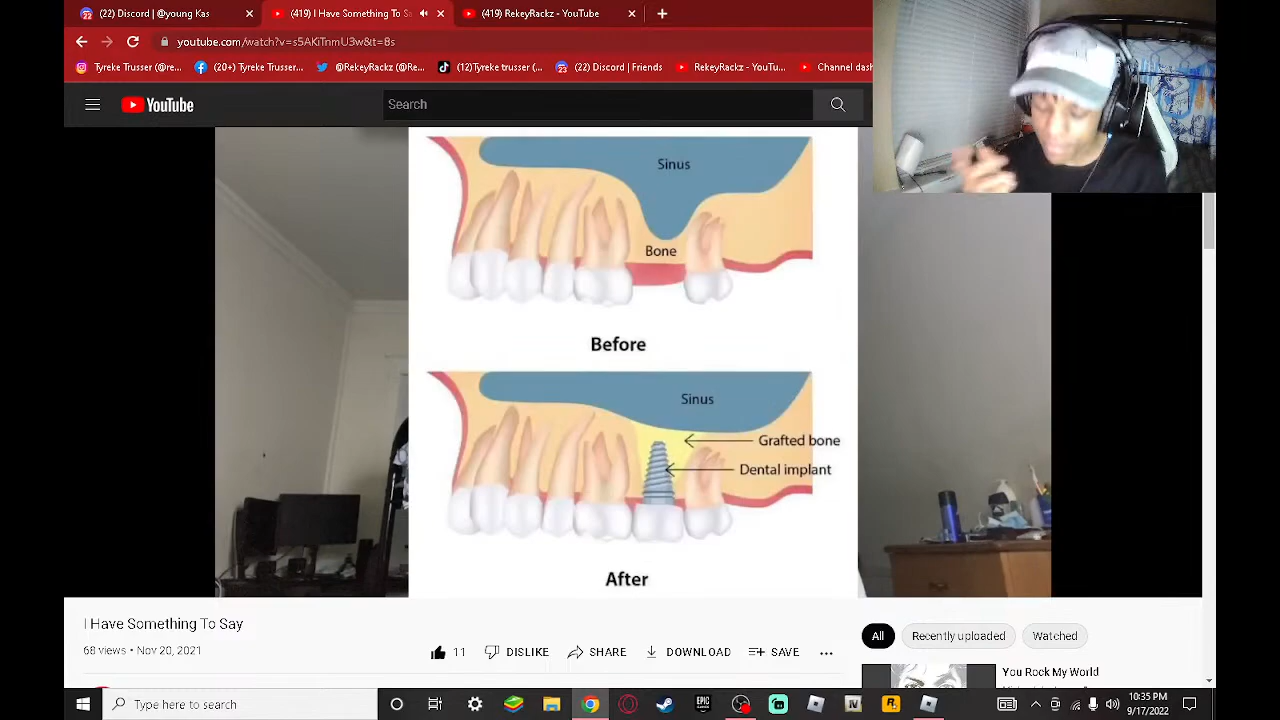 (22) Discord | @young Kas
(419) I Have Something To S
(419) RekeyRackz - YouTube
youtube.com/watch?v=s5AKiTnmU3w&t=8s
Tyreke Trusser (@re...
(20+) Tyreke Trusser...
@RekeyRackz (@Re...
(12)Tyreke trusser (...
(22) Discord | Friends
RekeyRackz - YouTu...
Channel dash
YouTube
Search
Sinus
Bone
Before
Sinus
Grafted bone
Dental implant
After
I Have Something To Say
68 views • Nov 20, 2021
11
DISLIKE
SHARE
DOWNLOAD
SAVE
All
Recently uploaded
Watched
You Rock My World
Type here to search
EPIC
IV
R
10:35 PM
9/17/2022